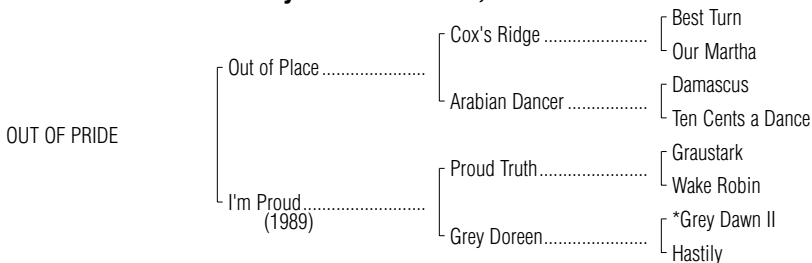 Best Turn
Cox's Ridge ......................
Our Martha
Out of Place ......................
Damascus
Arabian Dancer .................
Ten Cents a Dance
OUT OF PRIDE
Graustark
Proud Truth.......................
Wake Robin
I'm Proud..........................
(1989)
*Grey Dawn II
Grey Doreen......................
Hastily